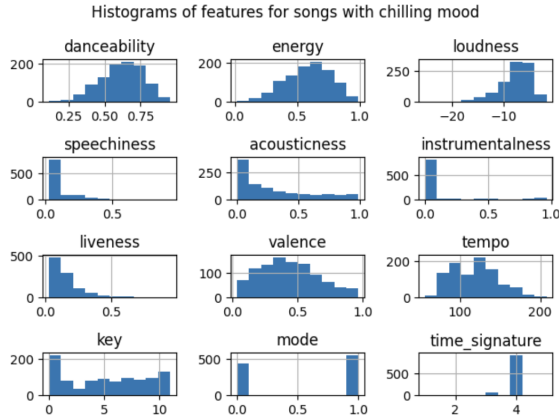 Histograms of features for songs with chilling mood
danceability energy loudness
200 200 250
0 0 0
0.25 0.50 0.75 0.0 0.5 1.0 −20 −10
speechiness acousticness instrumentalness
500 250 500
0 0 0
0.0 0.5 0.0 0.5 1.0 0.0 0.5 1.0
liveness valence tempo
500 100 200
0 0 0
0.0 0.5 0.0 0.5 1.0 100 200
key mode time_signature
200 500 500
0 0 0
0 5 10 0.0 0.5 1.0 2 4